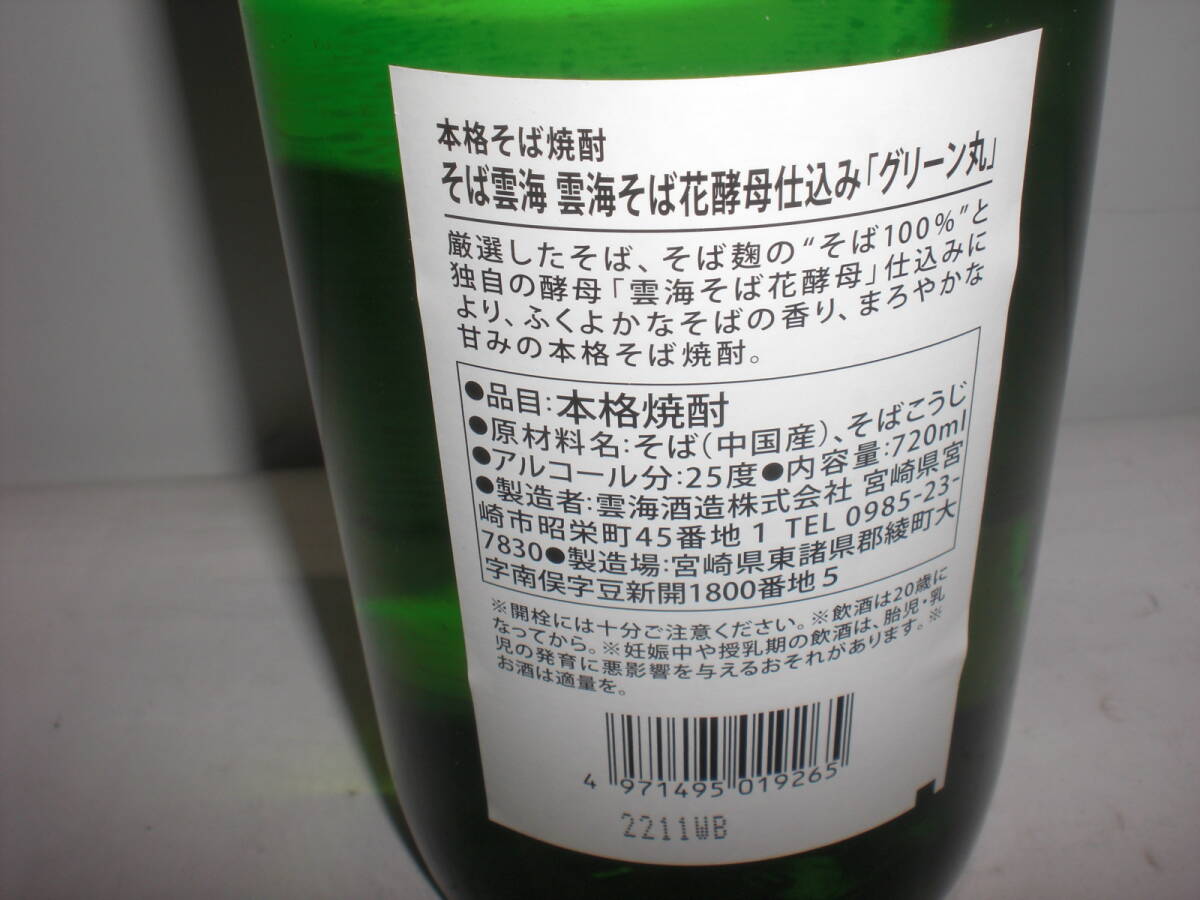 本格そば焼酎
そば雲海 雲海そば花酵母仕込み「グリーン丸」
厳選したそば、そば麹の“そば100%”と
独自の酵母「雲海そば花酵母」仕込みに
より、ふくよかなそばの香り、まろやかな
甘みの本格そば焼酎。
●品目:本格焼酎
●原材料名:そば(中国産)、そばこうじ
●アルコール分:25度●内容量:720ml
●製造者:雲海酒造株式会社 宮崎県宮
崎市昭栄町45番地1 TEL 0985-23-
7830●製造場:宮崎県東諸県郡綾町大
字南俣字豆新開1800番地5
※開栓には十分ご注意ください。※飲酒は20歳に
なってから。※妊娠中や授乳期の飲酒は、胎児・乳
児の発育に悪影響を与えるおそれがあります。※
お酒は適量を。
4 971495 019265
2211WB